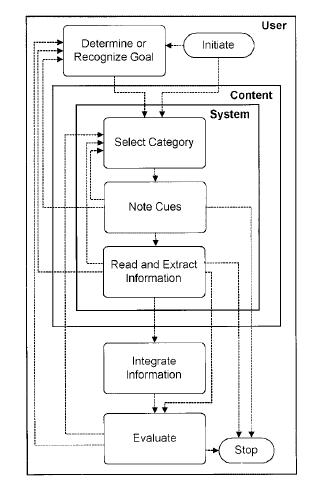 User
Determine or
Recognize Goal
Initiate
Content
System
Select Category
Note Cues
Read and Extract
Information
Integrate
Information
Evaluate
Stop